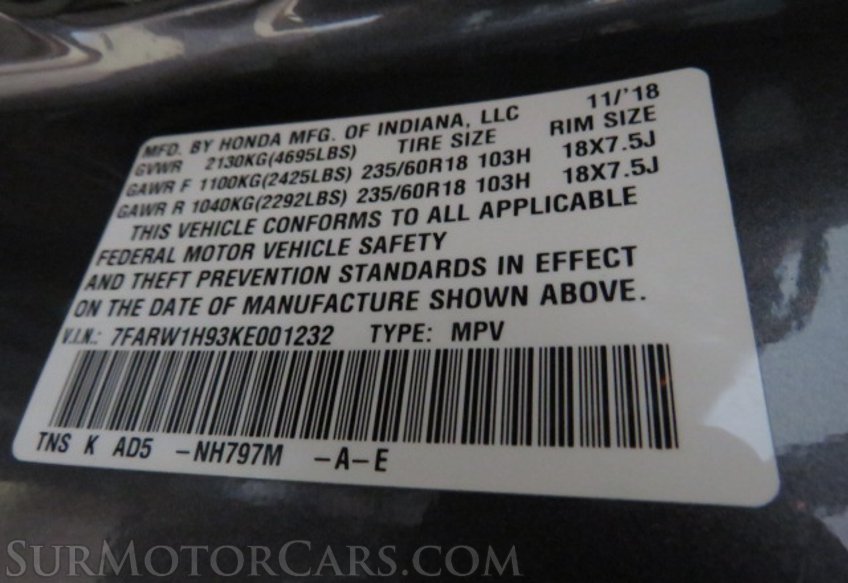 MFD. BY HONDA MFG. OF INDIANA, LLC 11/'18
GVWR 2130KG(4695LBS) TIRE SIZE RIM SIZE
GAWR F 1100KG(2425LBS) 235/60R18 103H 18X7.5J
GAWR R 1040KG(2292LBS) 235/60R18 103H 18X7.5J
THIS VEHICLE CONFORMS TO ALL APPLICABLE
FEDERAL MOTOR VEHICLE SAFETY
AND THEFT PREVENTION STANDARDS IN EFFECT
ON THE DATE OF MANUFACTURE SHOWN ABOVE.
V.I.N.: 7FARW1H93KE001232 TYPE: MPV
TNS K AD5 -NH797M -A-E
SURMOTORCARS.COM